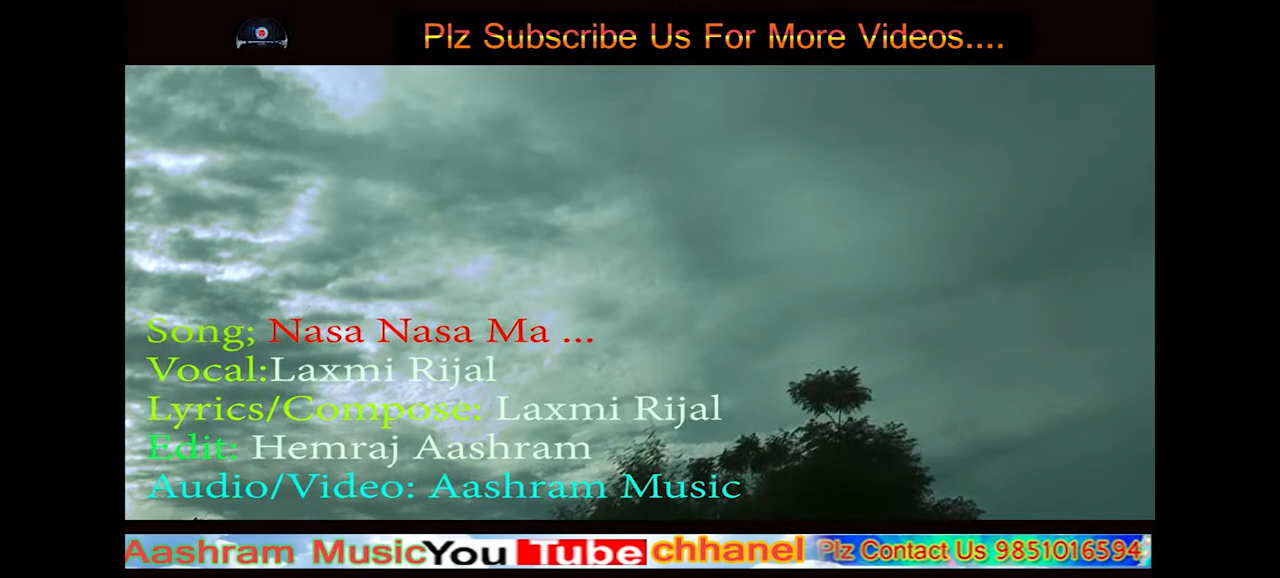 Plz Subscribe Us For More Videos....
Song; Nasa Nasa Ma ...
Vocal:Laxmi Rijal
Lyrics/Compose: Laxmi Rijal
Edit: Hemraj Aashram
Audio/Video: Aashram Music
Aashram MusicYou Tube chhanel Plz Contact Us 9851016594